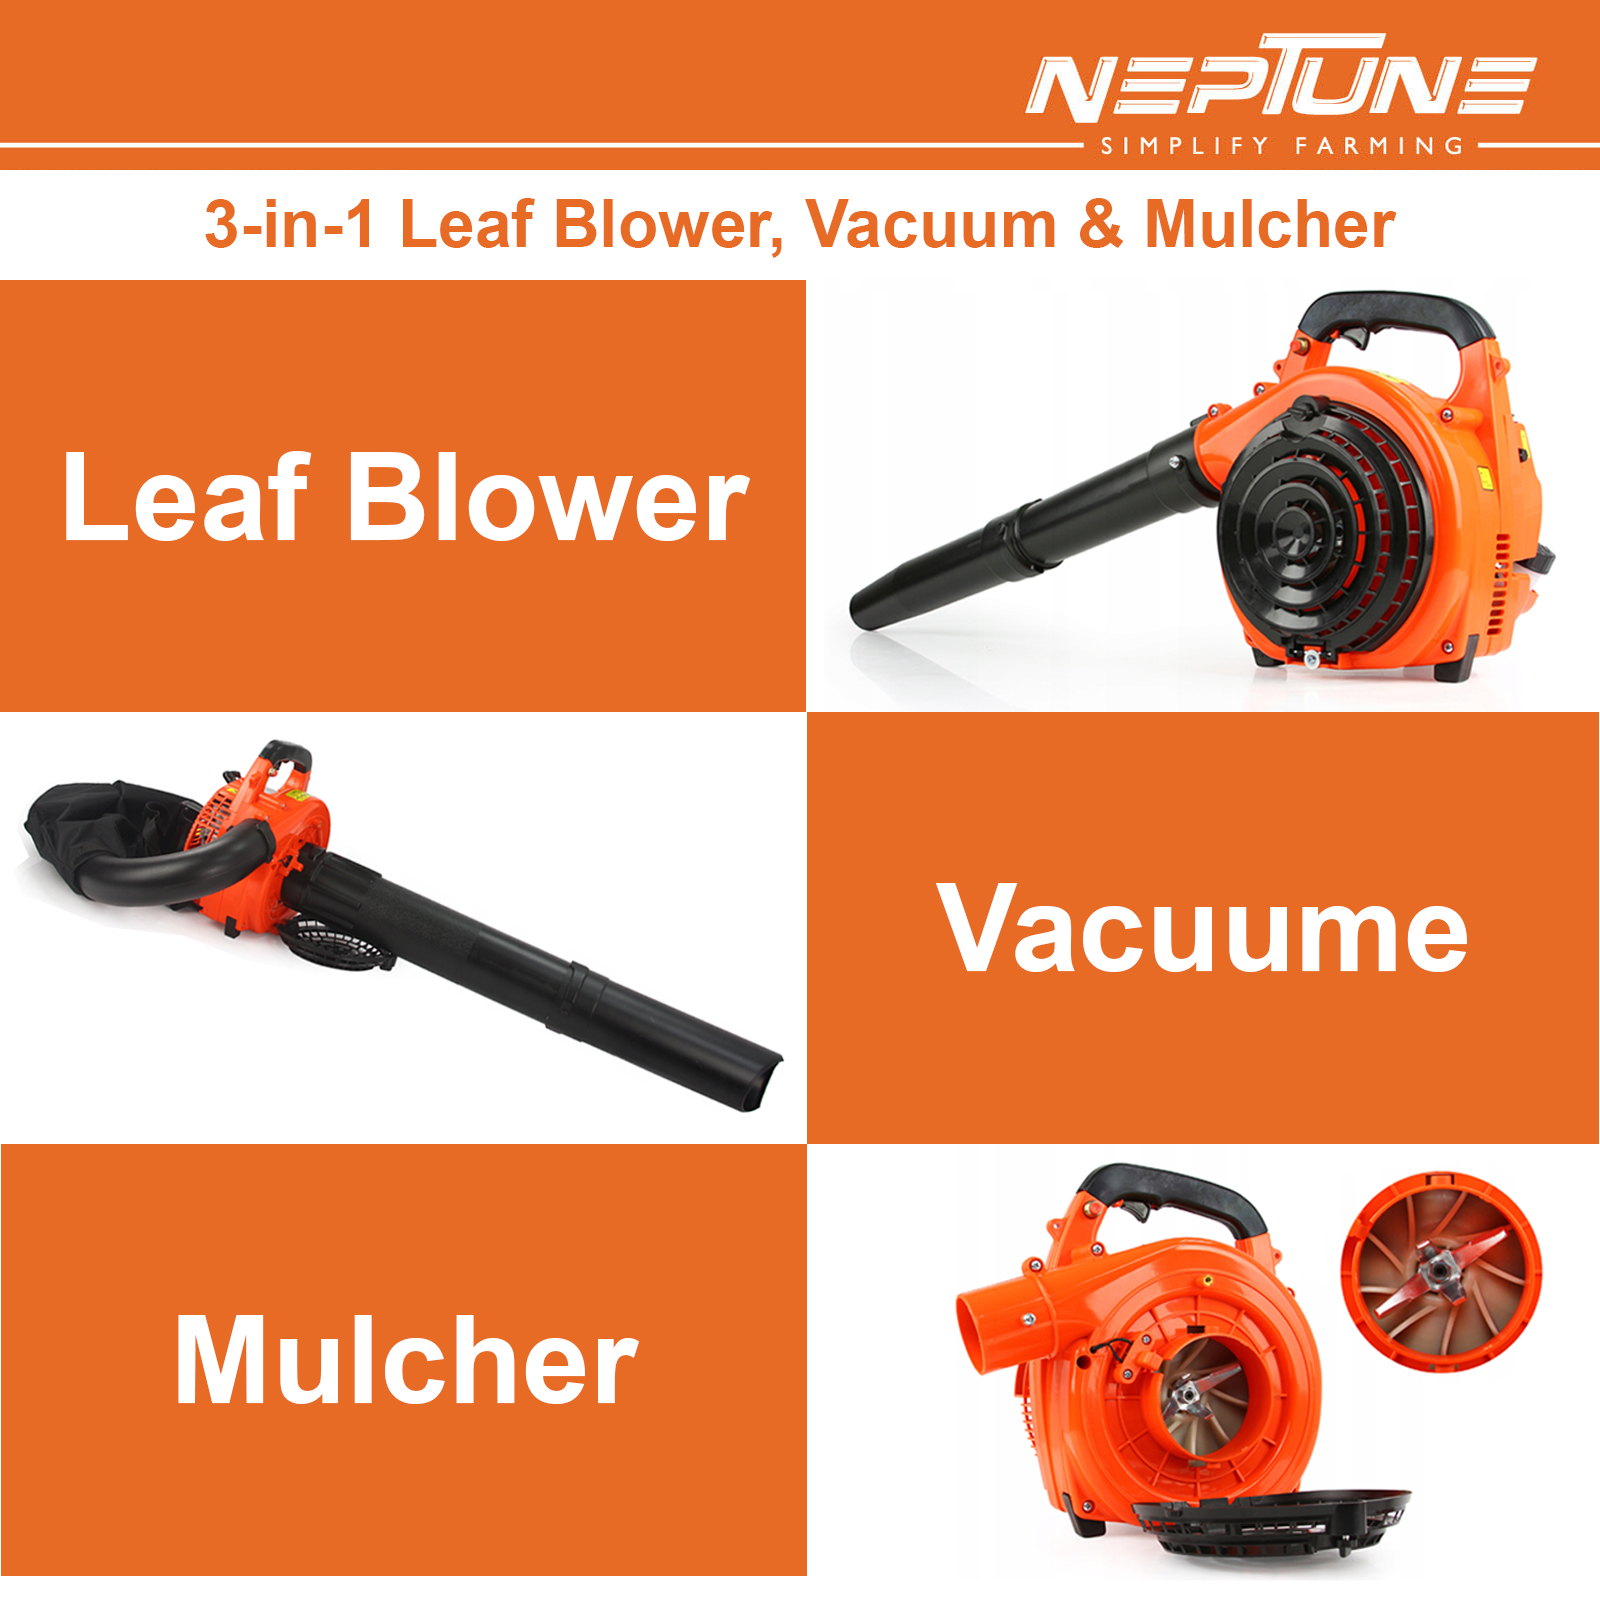 NEPTUNE
SIMPLIFY FARMING
3-in-1 Leaf Blower, Vacuum & Mulcher
Leaf Blower
Vacuume
Mulcher